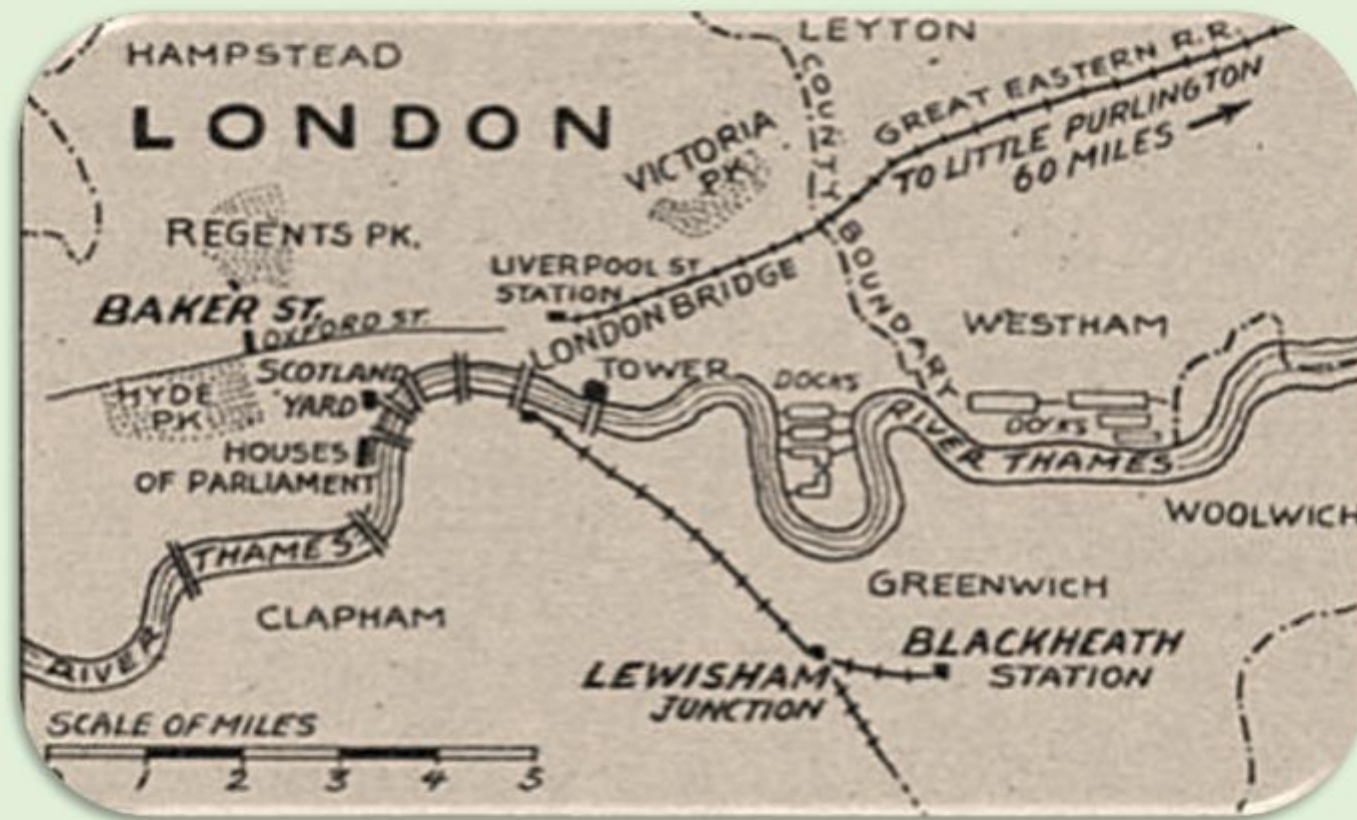 HAMPSTEAD
LEYTON
LONDON
COUNTY
GREAT EASTERN R.R.
VICTORIA
PK.
TO LITTLE PURLINGTON
60 MILES
REGENTS PK.
LIVERPOOL ST.
STATION
BOUNDARY
BAKER ST.
OXFORD ST.
LONDON BRIDGE
WESTHAM
SCOTLAND
YARD
TOWER
DOCKS
HYDE
PK.
DOCKS
HOUSES
OF PARLIAMENT
RIVER THAMES
WOOLWICH
RIVER THAMES
GREENWICH
CLAPHAM
BLACKHEATH
STATION
LEWISHAM
JUNCTION
SCALE OF MILES
0 1 2 3 4 5